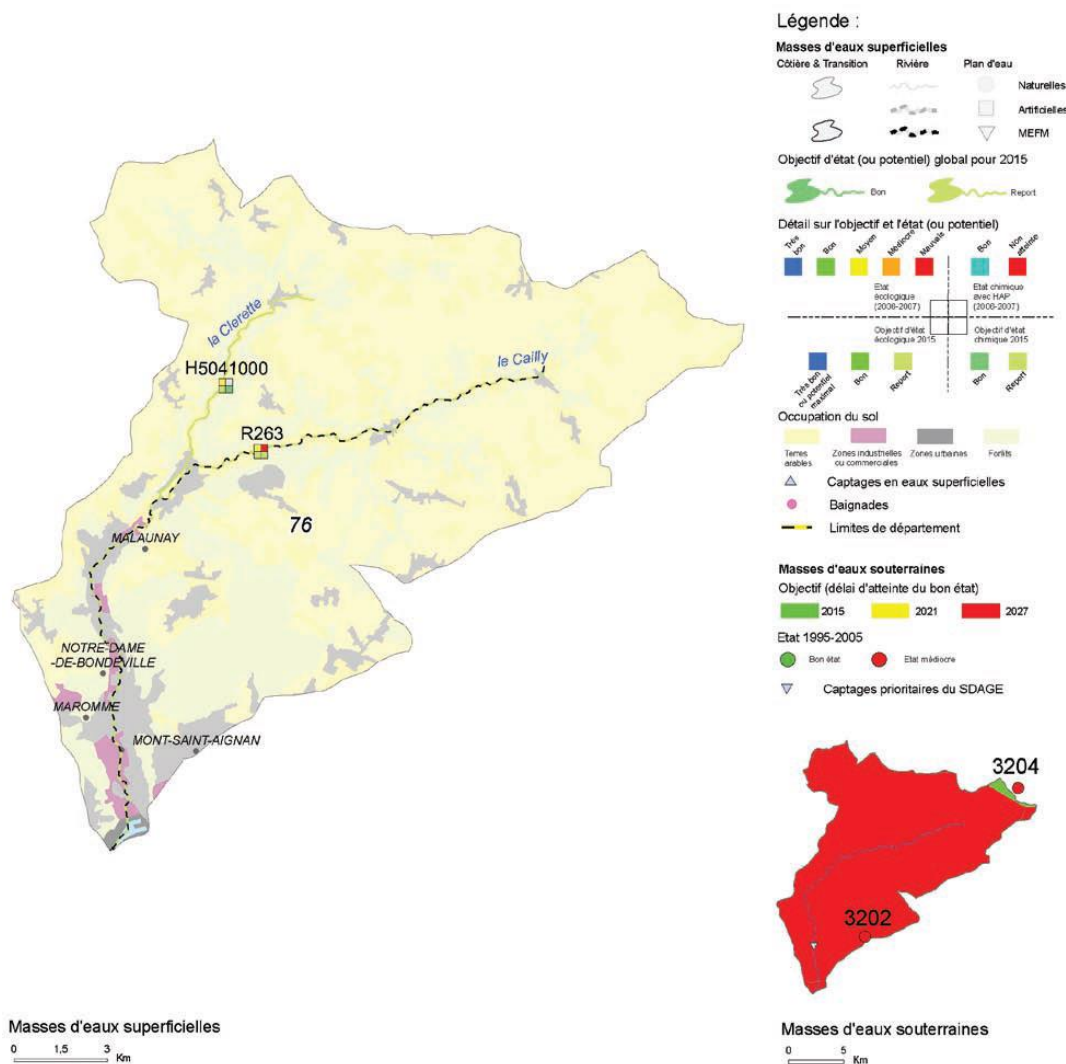 Légende :
Masses d'eaux superficielles
Côtière & Transition Rivière Plan d'eau
Naturelles
Artificielles
MEFM
Objectif d'état (ou potentiel) global pour 2015
Bon Report
Détail sur l'objectif et l'état (ou potentiel)
Très bon Bon Moyen Médiocre Mauvais Bon Non atteinte
Etat écologique (2006-2007)
Etat chimique avec HAP (2006-2007)
Objectif d'état écologique 2015
Objectif d'état chimique 2015
Très bon ou potentiel maximal Bon Report Bon Report
Occupation du sol
Terres arables
Zones industrielles ou commerciales
Zones urbaines
Forêts
Captages en eaux superficielles
Baignades
Limites de département
Masses d'eaux souterraines
Objectif (délai d'atteinte du bon état)
2015 2021 2027
Etat 1995-2005
Bon état Etat médiocre
Captages prioritaires du SDAGE
la Clerette
le Cailly
H5041000
R263
76
MALAUNAY
NOTRE-DAME
-DE-BONDEVILLE
MAROMME
MONT-SAINT-AIGNAN
3204
3202
Masses d'eaux superficielles
0 1,5 3 Km
Masses d'eaux souterraines
0 5 Km